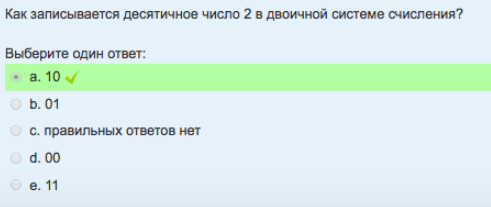 Как записывается десятичное число 2 в двоичной системе счисления?
Выберите один ответ:
a. 10
b. 01
c. правильных ответов нет
d. 00
e. 11